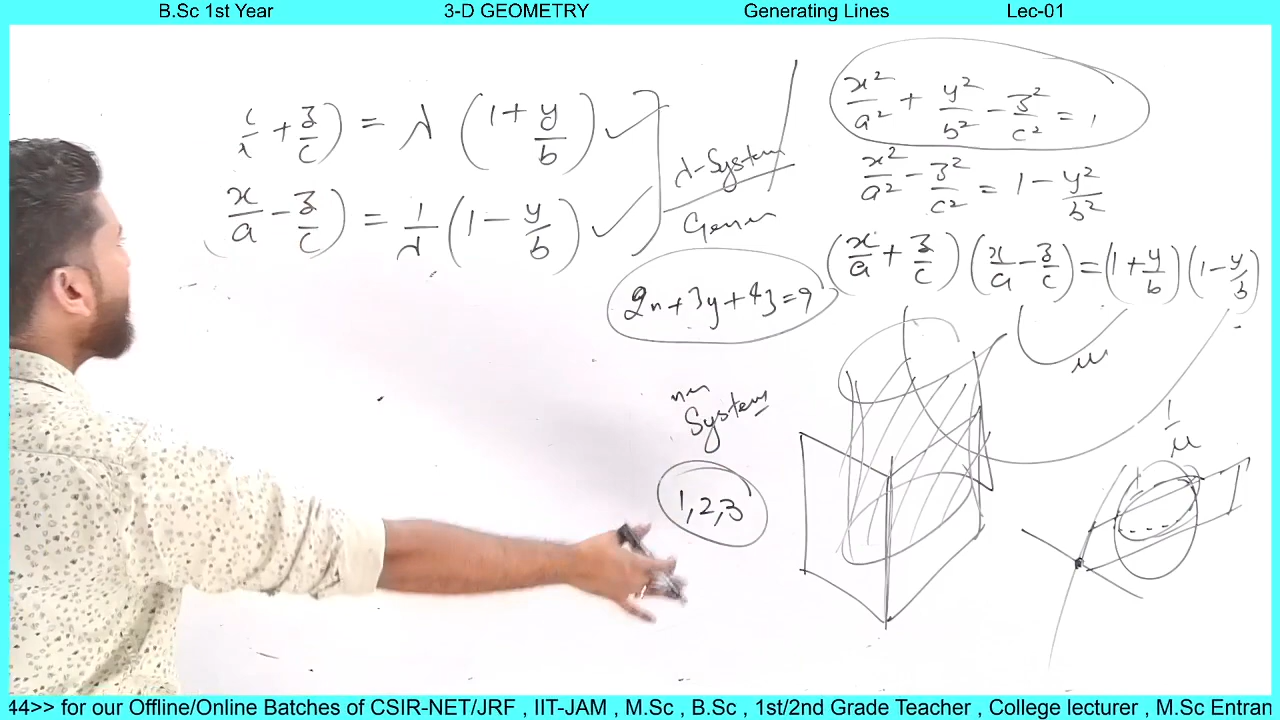 B.Sc 1st Year 3-D GEOMETRY Generating Lines Lec-01
+ z/c) = λ (1 + y/b)
x/a - z/c) = 1/λ (1 - y/b)
λ-System
x²/a² + y²/b² - z²/c² = 1
x²/a² - z²/c² = 1 - y²/b²
(x/a + z/c) (x/a - z/c) = (1 + y/b) (1 - y/b)
2x+3y+4z=9
μ
System
1/μ
1,2,3
44>> for our Offline/Online Batches of CSIR-NET/JRF , IIT-JAM , M.Sc , B.Sc , 1st/2nd Grade Teacher , College lecturer , M.Sc Entran